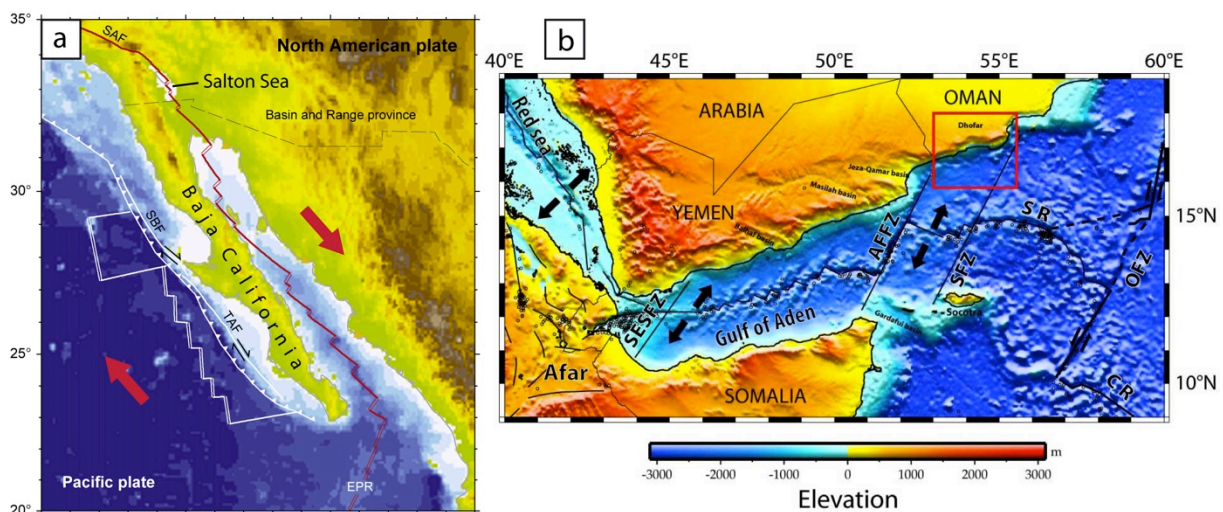 a
35°
30°
25°
20°
SAF
North American plate
Salton Sea
Basin and Range province
SBF
Baja California
TAF
Pacific plate
EPR
b
40°E
45°E
50°E
55°E
60°E
15°N
10°N
Red sea
ARABIA
OMAN
Dhofar
Jeza-Qamar basin
Masilah basin
YEMEN
AFFZ
SR
SFZ
OFZ
SESFZ
Gulf of Aden
Socotra
Afar
SOMALIA
CR
-3000 -2000 -1000 0 1000 2000 3000 m
Elevation